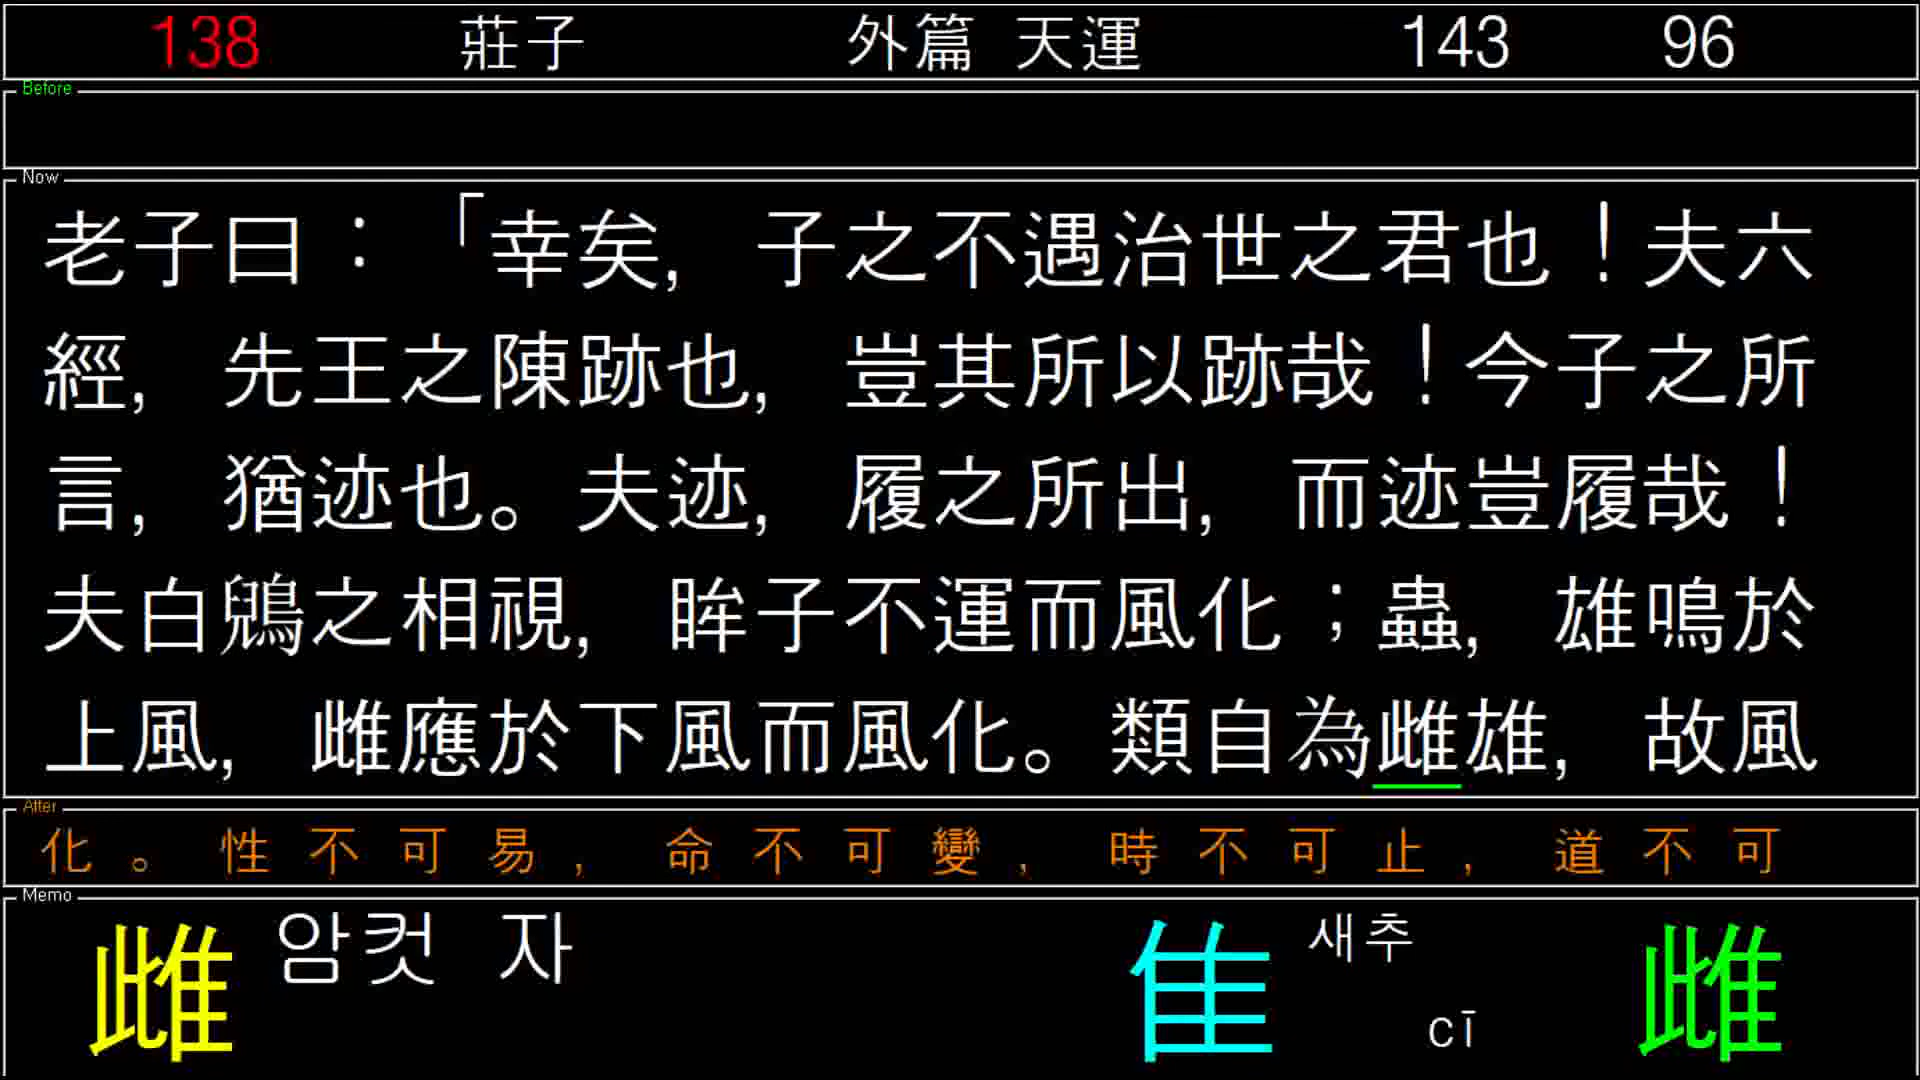 138 莊子 外篇 天運 143 96
Before
Now
老子曰：「幸矣，子之不遇治世之君也！夫六
經，先王之陳跡也，豈其所以跡哉！今子之所
言，猶迹也。夫迹，履之所出，而迹豈履哉！
夫白鶂之相視，眸子不運而風化；蟲，雄鳴於
上風，雌應於下風而風化。類自為雌雄，故風
After
化。性不可易，命不可變，時不可止，道不可
Memo
雌 암컷 자 隹 새추 cī 雌